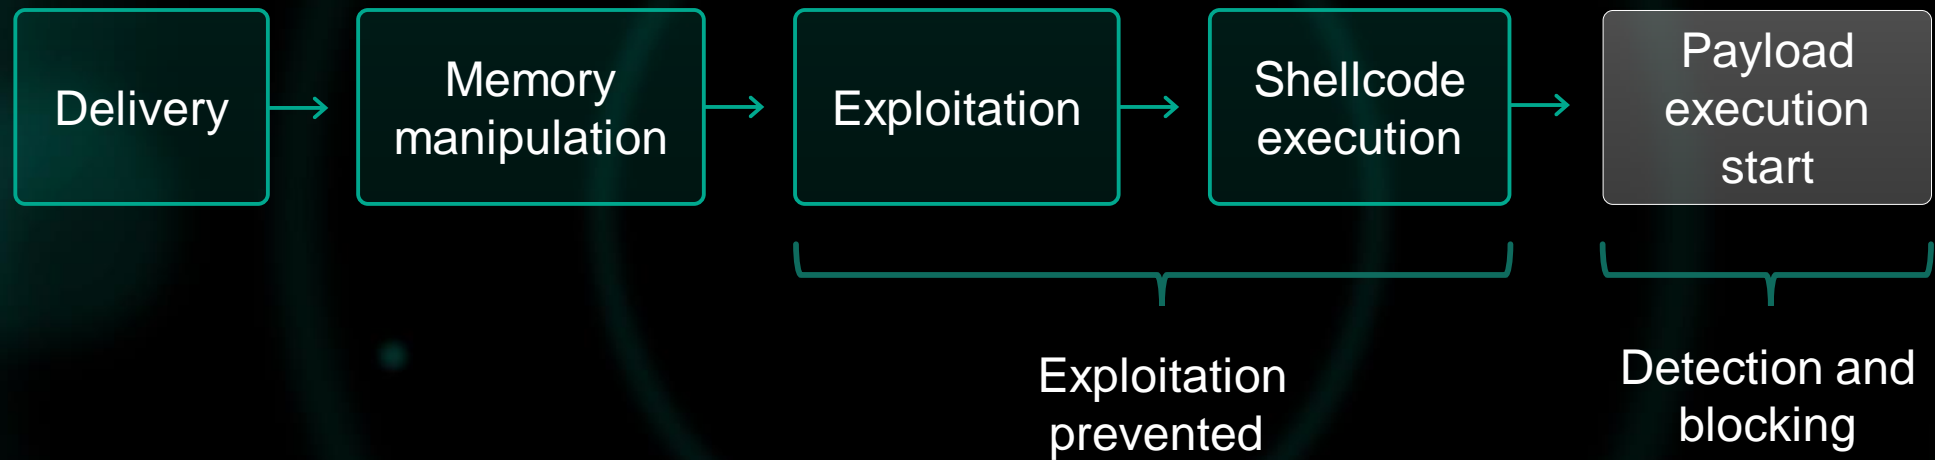 Delivery
Memory
manipulation
Exploitation
Shellcode
execution
Payload
execution
start
Exploitation
prevented
Detection and
blocking